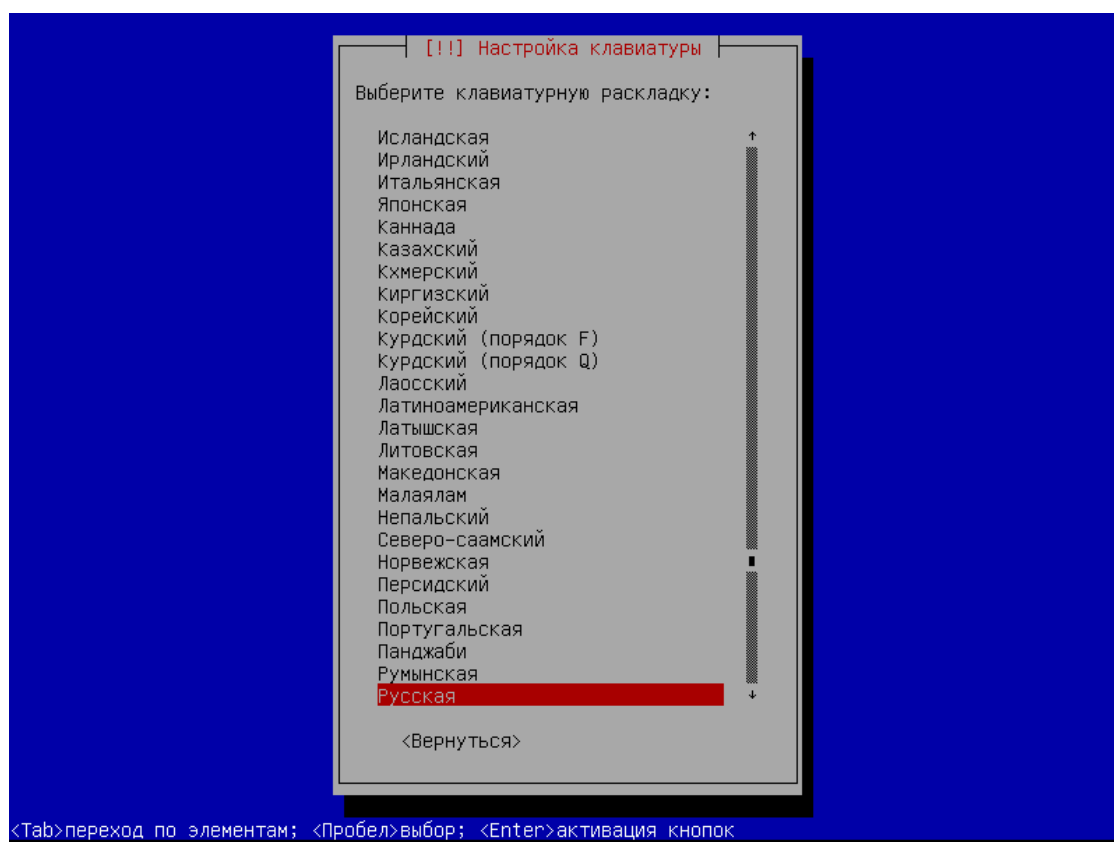 [!!] Настройка клавиатуры
Выберите клавиатурную раскладку:
Исландская
Ирландский
Итальянская
Японская
Каннада
Казахский
Кхмерский
Киргизский
Корейский
Курдский (порядок F)
Курдский (порядок Q)
Лаосский
Латиноамериканская
Латышская
Литовская
Македонская
Малаялам
Непальский
Северо-саамский
Норвежская
Персидский
Польская
Португальская
Панджаби
Румынская
Русская
<Вернуться>
<Tab>переход по элементам; <Пробел>выбор; <Enter>активация кнопок